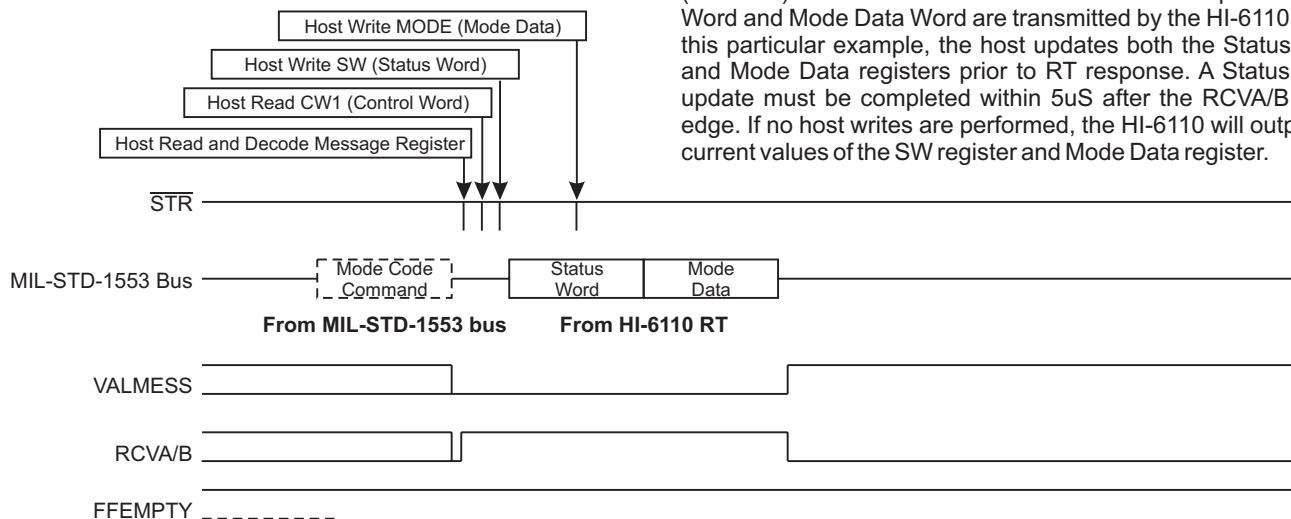 Word and Mode Data Word are transmitted by the HI-6110
this particular example, the host updates both the Status
and Mode Data registers prior to RT response. A Status
update must be completed within 5uS after the RCVA/B
edge. If no host writes are performed, the HI-6110 will
current values of the SW register and Mode Data register.
Host Write MODE (Mode Data)
Host Write SW (Status Word)
Host Read CW1 (Control Word)
Host Read and Decode Message Register
STR
MIL-STD-1553 Bus
Mode Code
Command
Status
Word
Mode
Data
From MIL-STD-1553 bus
From HI-6110 RT
VALMESS
RCVA/B
FFEMPTY